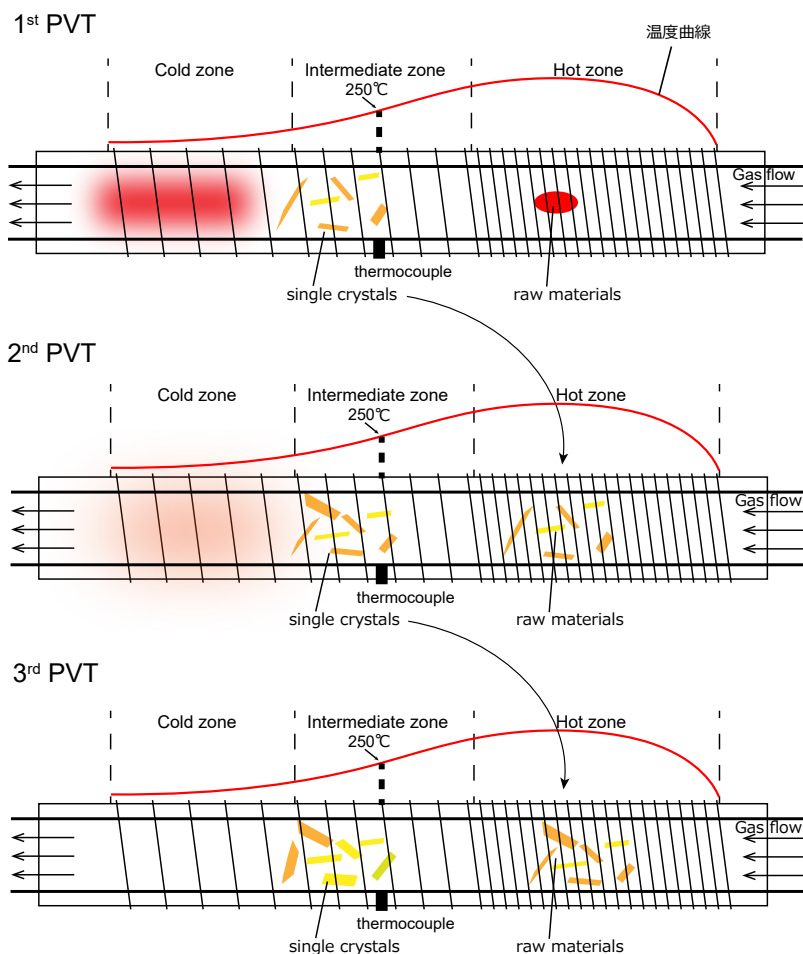 1st PVT
温度曲線
Cold zone
Intermediate zone
Hot zone
250℃
Gas flow
thermocouple
single crystals
raw materials
2nd PVT
Cold zone
Intermediate zone
Hot zone
250℃
Gas flow
thermocouple
single crystals
raw materials
3rd PVT
Cold zone
Intermediate zone
Hot zone
250℃
Gas flow
thermocouple
single crystals
raw materials